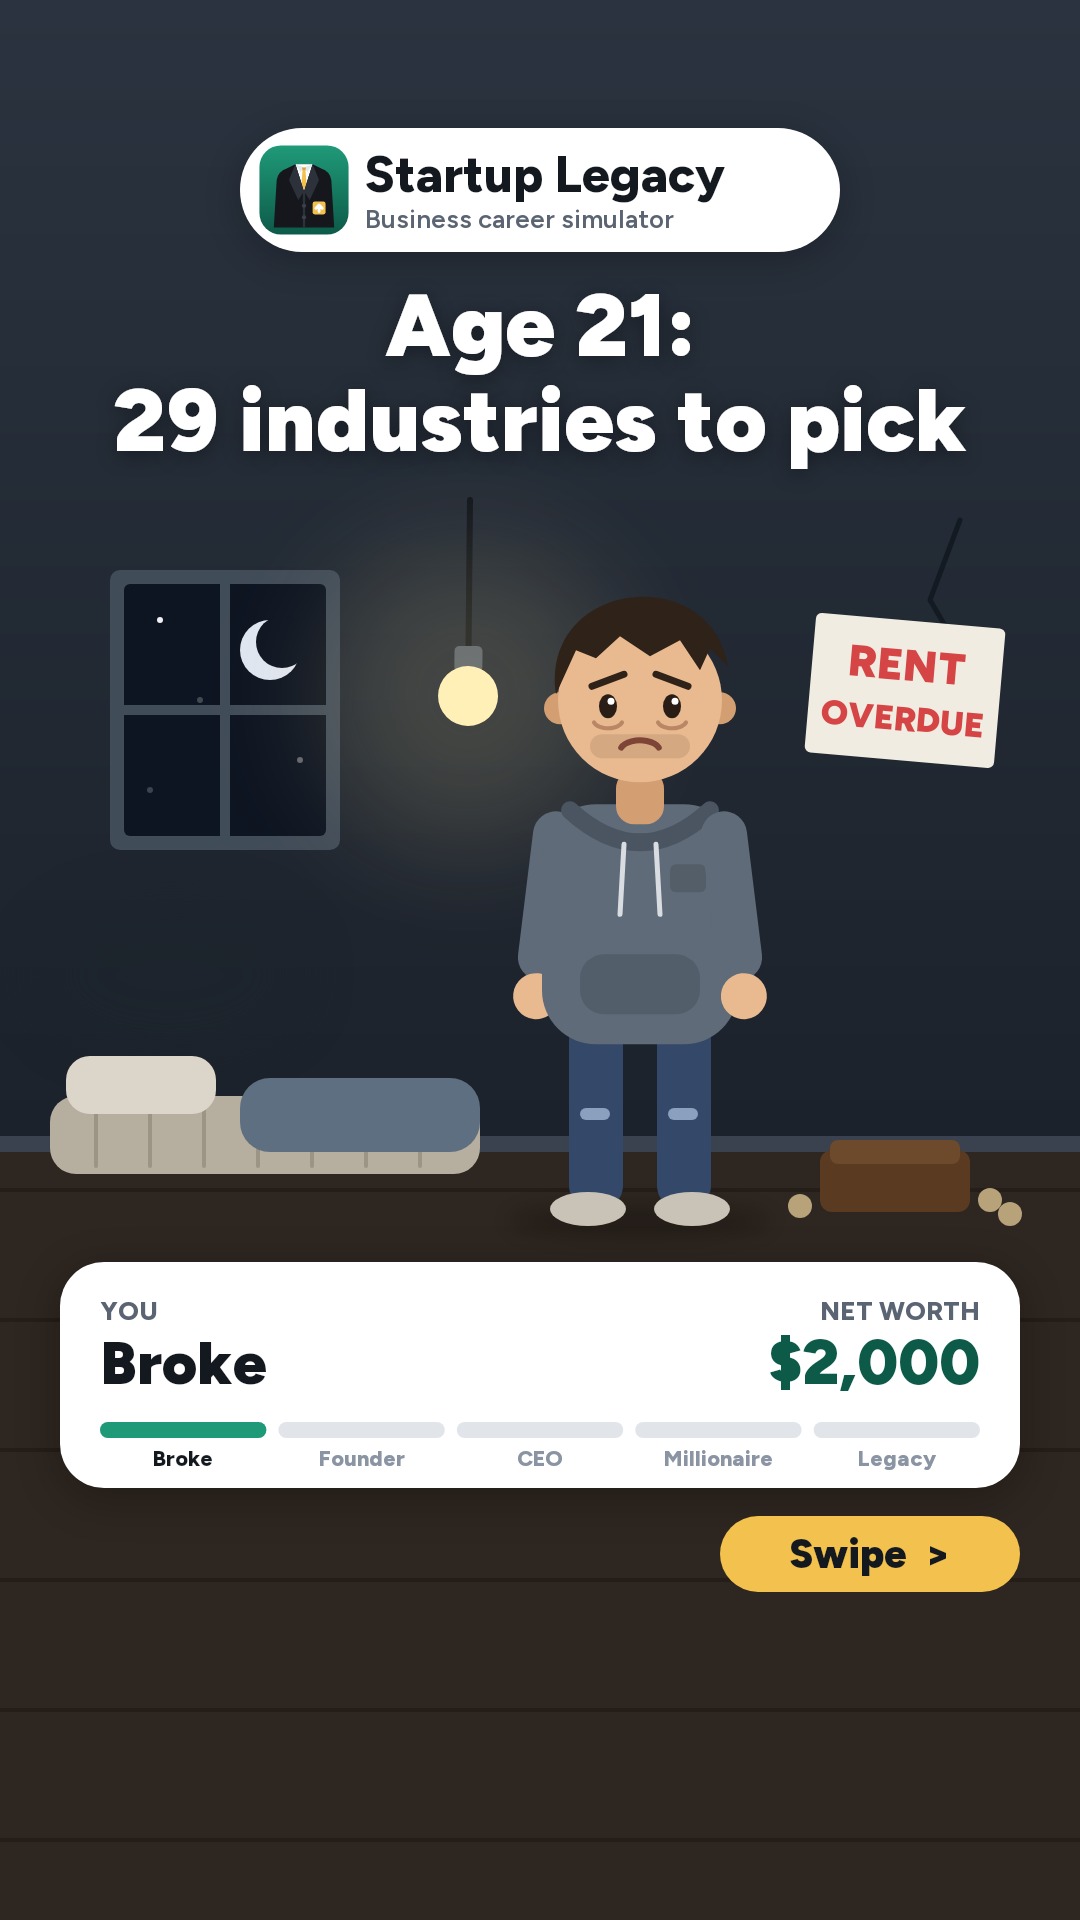 Startup Legacy
Business career simulator
Age 21:
29 industries to pick
RENT
OVERDUE
YOU
NET WORTH
Broke
$2,000
Broke
Founder
CEO
Millionaire
Legacy
Swipe >